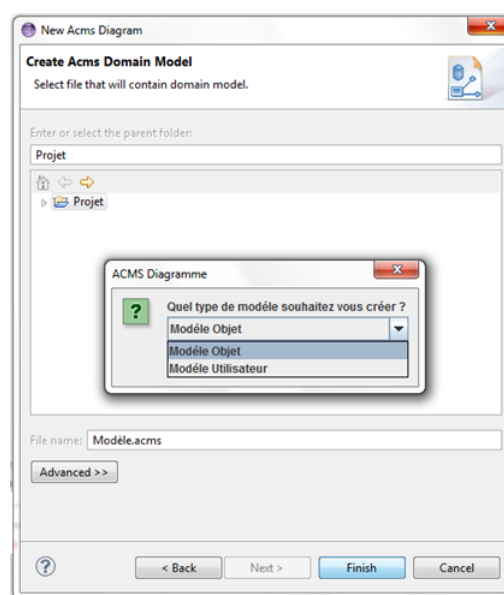 New Acms Diagram
Create Acms Domain Model
Select file that will contain domain model.
Enter or select the parent folder:
Projet
Projet
ACMS Diagramme
Quel type de modéle souhaitez vous créer ?
Modéle Objet
Modéle Objet
Modéle Utilisateur
File name: Modèle.acms
Advanced >>
< Back Next > Finish Cancel